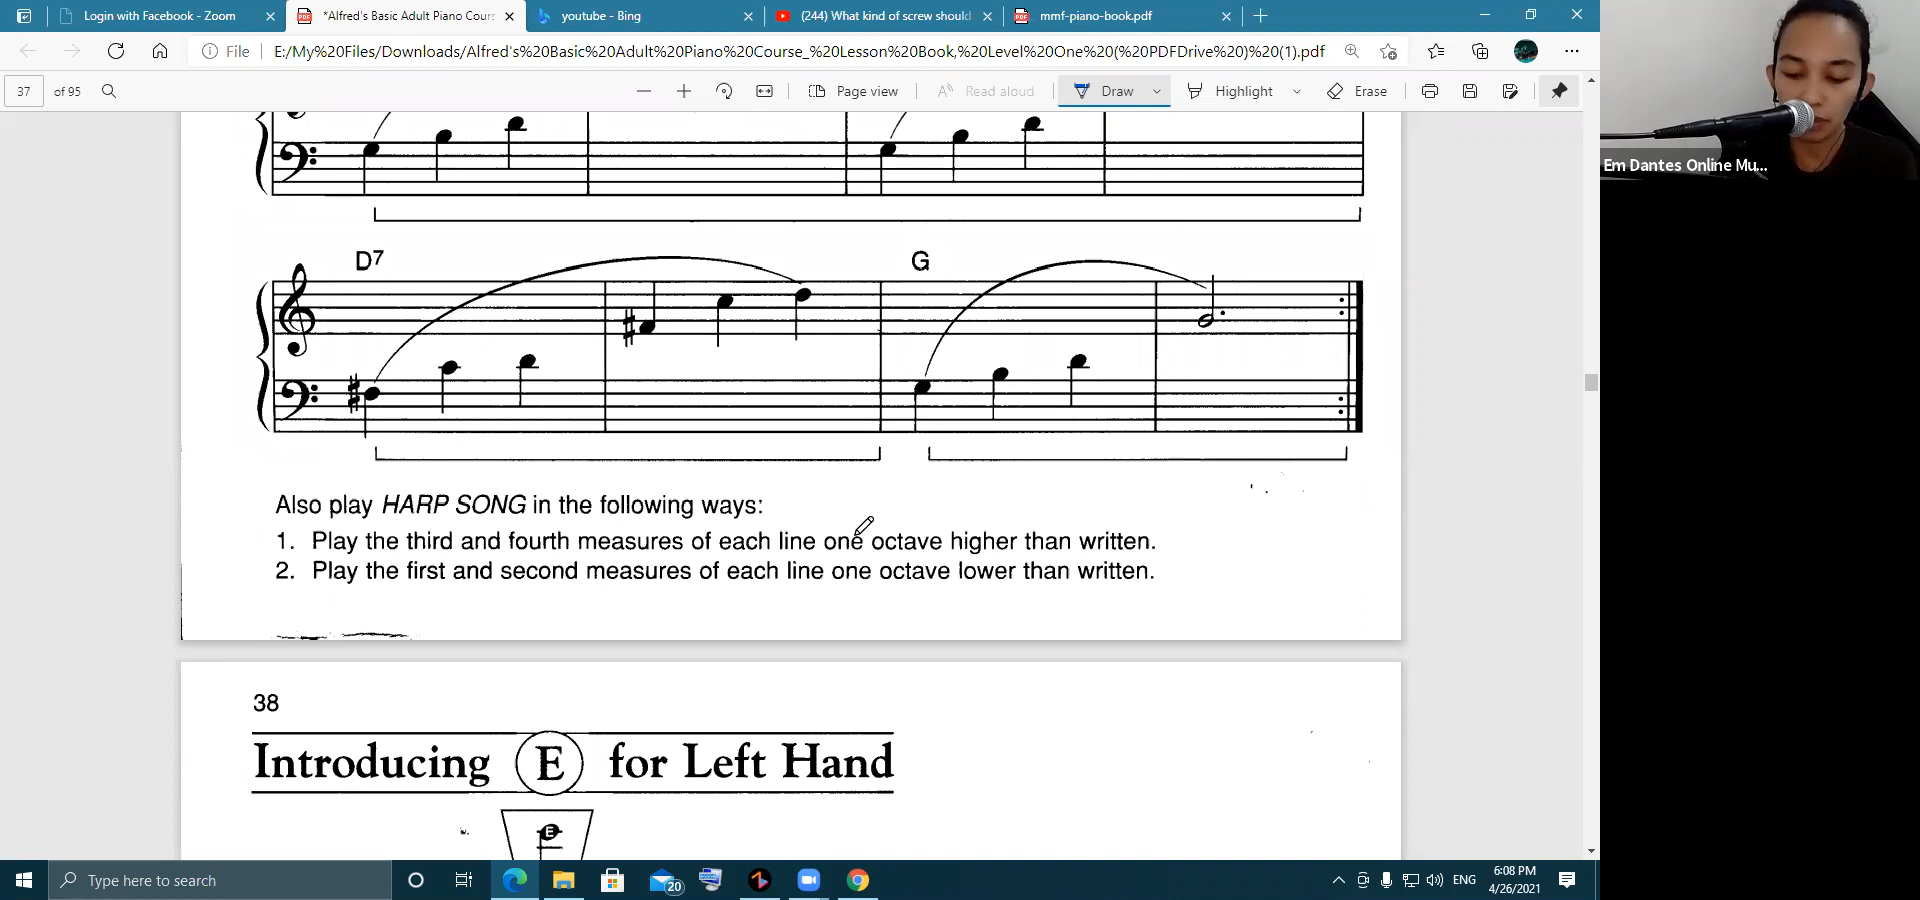 Login with Facebook - Zoom
*Alfred's Basic Adult Piano Cours
youtube - Bing
(244) What kind of screw should
mmf-piano-book.pdf
File E:/My%20Files/Downloads/Alfred's%20Basic%20Adult%20Piano%20Course_%20Lesson%20Book,%20Level%20One%20(%20PDFDrive%20)%20(1).pdf
37 of 95
Page view
Read aloud
Draw
Highlight
Erase
Em Dantes Online Mu...
D7 G
Also play HARP SONG in the following ways:
1. Play the third and fourth measures of each line one octave higher than written.
2. Play the first and second measures of each line one octave lower than written.
38
Introducing E for Left Hand
E
Type here to search
20
ENG
6:08 PM
4/26/2021